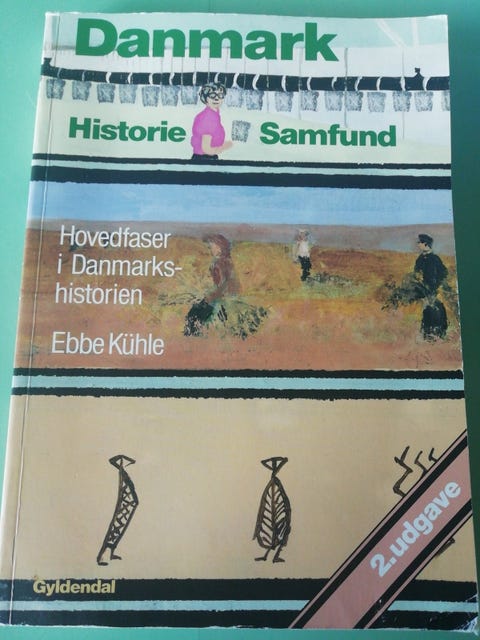 Danmark
Historie Samfund
Hovedfaser
i Danmarks-
historien
Ebbe Kühle
2. udgave
Gyldendal